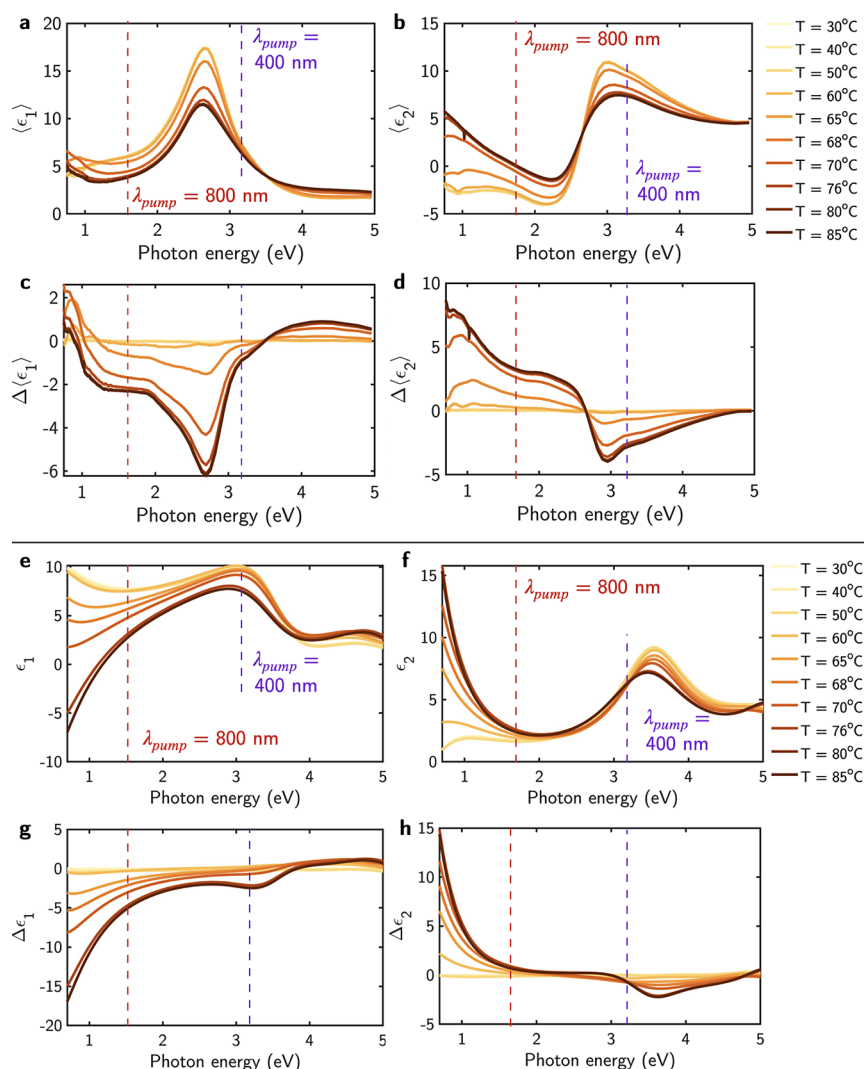 a
20
15
10
5
0
⟨ϵ₁⟩
1 2 3 4 5
Photon energy (eV)
λpump =
400 nm
λpump = 800 nm
b
15
10
5
0
-5
⟨ϵ₂⟩
1 2 3 4 5
Photon energy (eV)
λpump = 800 nm
λpump =
400 nm
T = 30°C
T = 40°C
T = 50°C
T = 60°C
T = 65°C
T = 68°C
T = 70°C
T = 76°C
T = 80°C
T = 85°C
c
2
0
-2
-4
-6
Δ⟨ϵ₁⟩
1 2 3 4 5
Photon energy (eV)
d
10
5
0
-5
Δ⟨ϵ₂⟩
1 2 3 4 5
Photon energy (eV)
e
10
5
0
-5
-10
ϵ₁
1 2 3 4 5
Photon energy (eV)
λpump =
400 nm
λpump = 800 nm
f
15
10
5
0
ϵ₂
1 2 3 4 5
Photon energy (eV)
λpump = 800 nm
λpump =
400 nm
T = 30°C
T = 40°C
T = 50°C
T = 60°C
T = 65°C
T = 68°C
T = 70°C
T = 76°C
T = 80°C
T = 85°C
g
5
0
-5
-10
-15
-20
Δϵ₁
1 2 3 4 5
Photon energy (eV)
h
15
10
5
0
-5
Δϵ₂
1 2 3 4 5
Photon energy (eV)